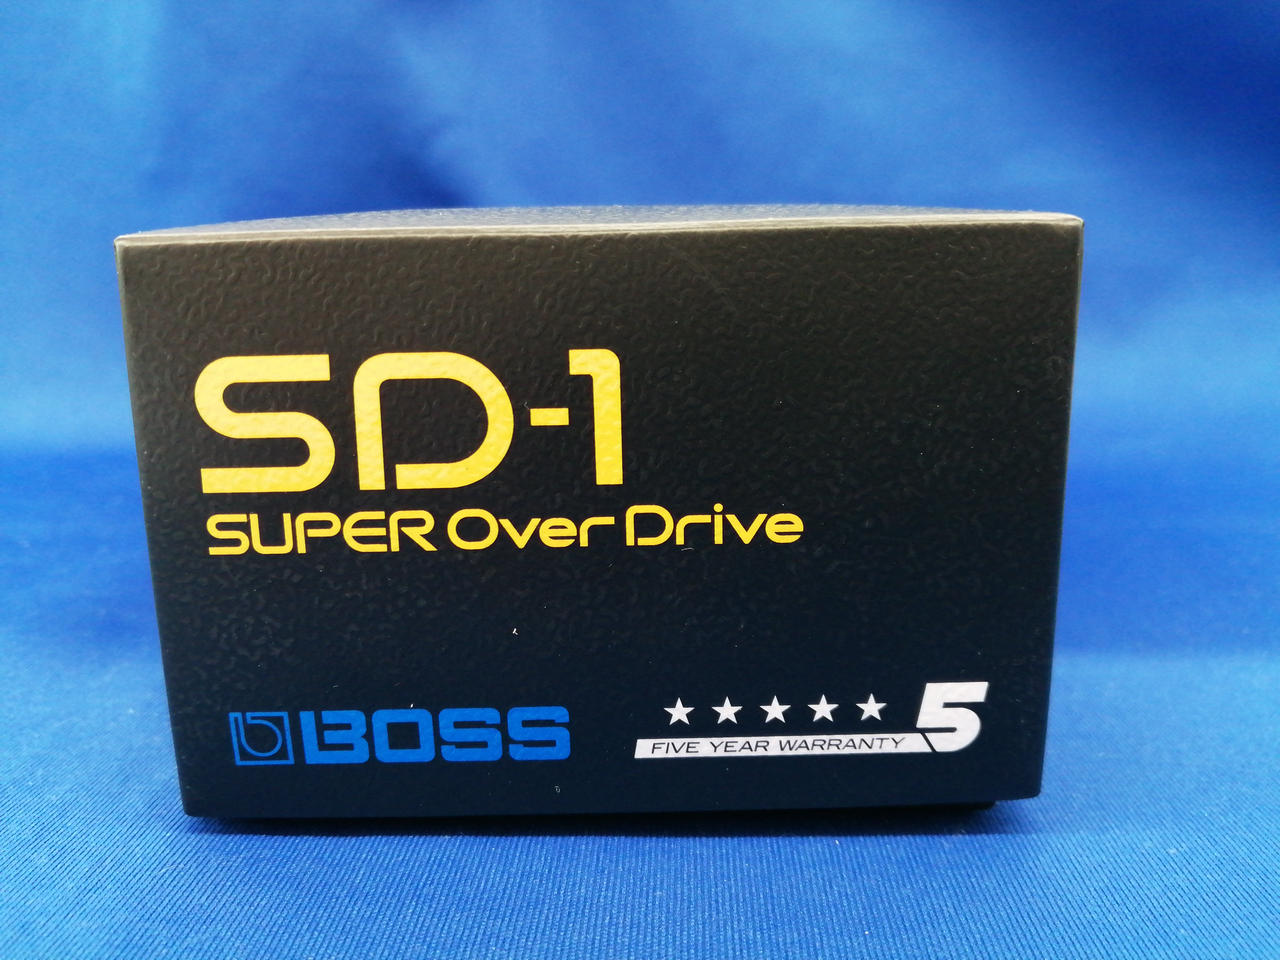 SD-1
SUPER Over Drive
BOSS
FIVE YEAR WARRANTY 5